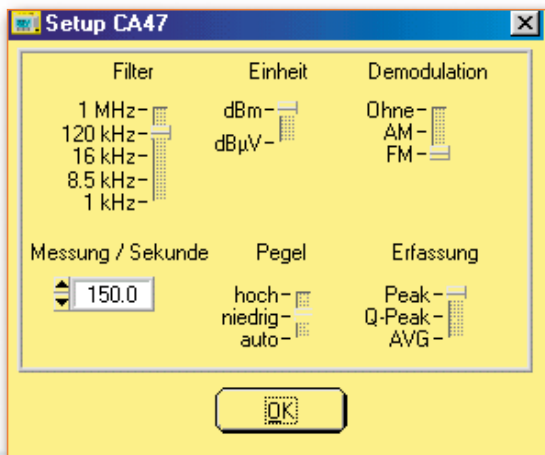 Setup CA47
Filter Einheit Demodulation
1 MHz
120 kHz
16 kHz
8.5 kHz
1 kHz
dBm
dBµV
Ohne
AM
FM
Messung / Sekunde Pegel Erfassung
150.0
hoch
niedrig
auto
Peak
Q-Peak
AVG
OK